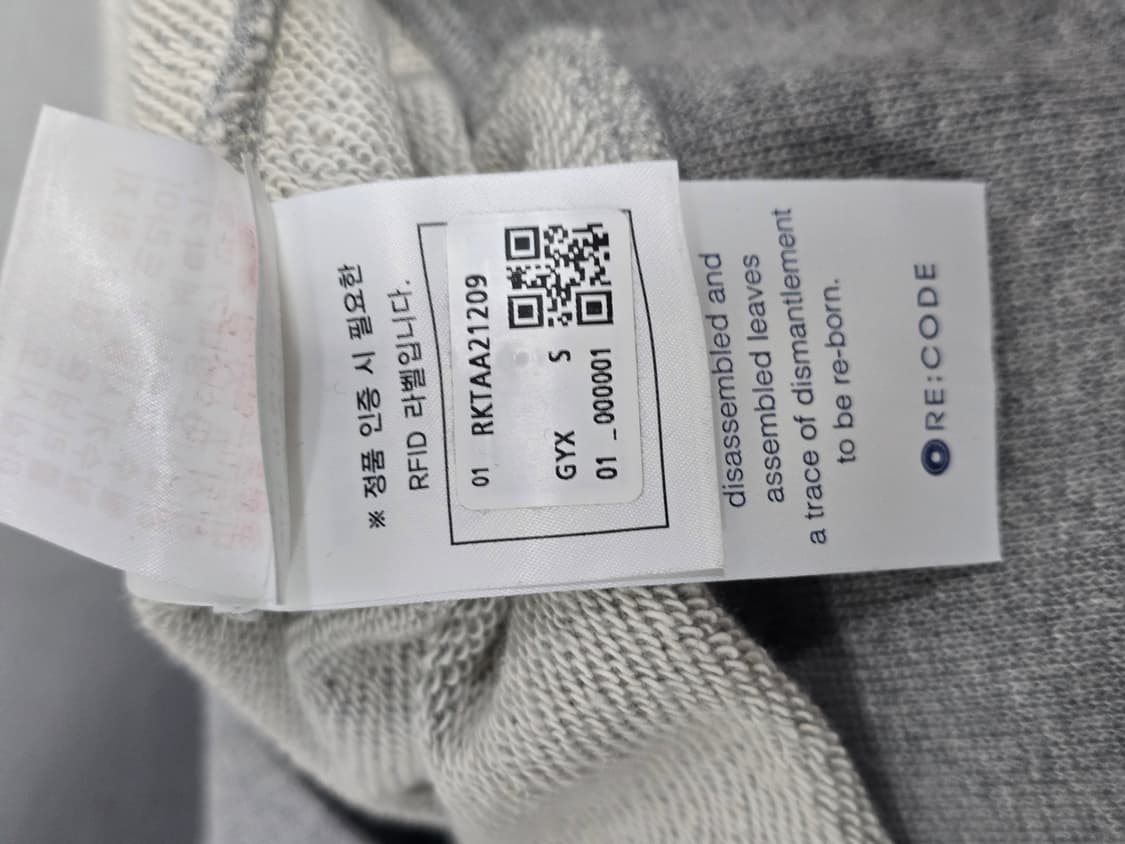 ※ 정품 인증 시 필요한
RFID 라벨입니다.
01 RKTAA21209
GYX S
01 _000001
disassembled and
assembled leaves
a trace of dismantlement
to be re-born.
RE:CODE